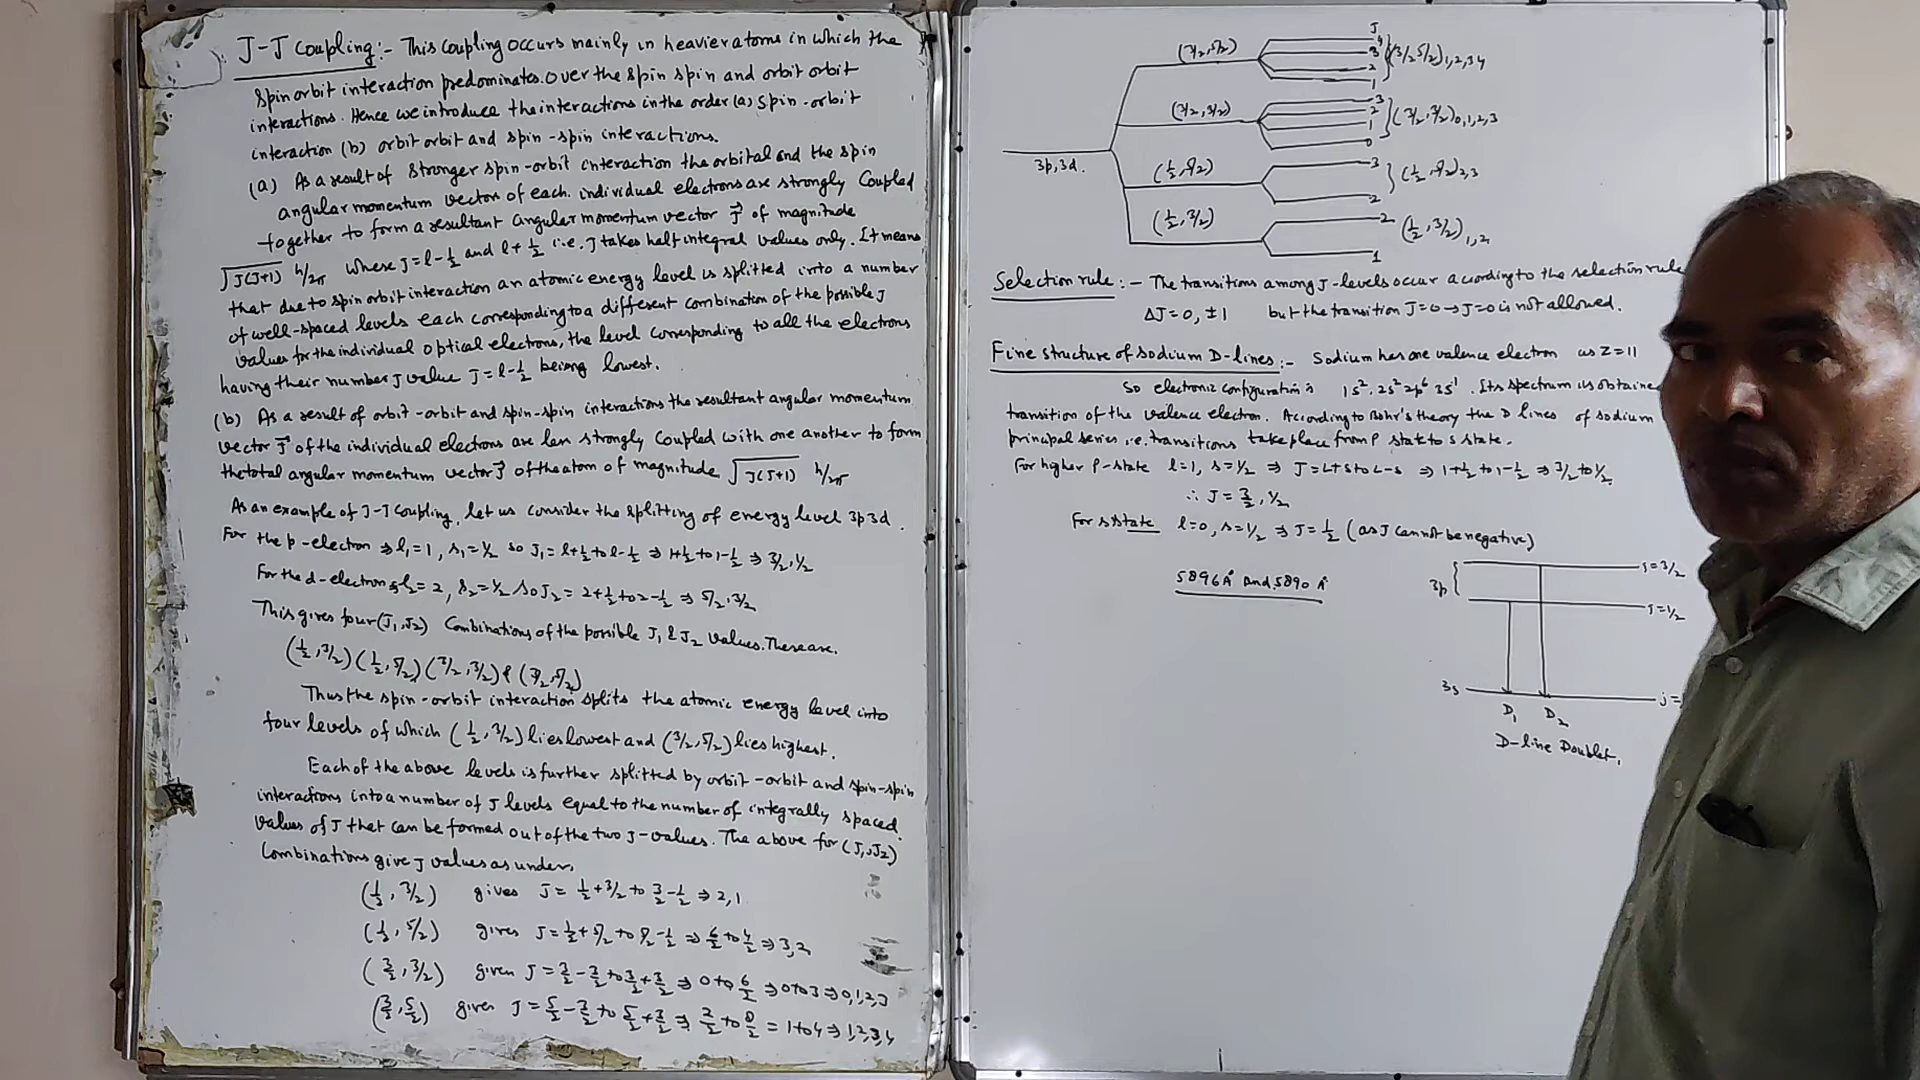 J-J Coupling:- This Coupling occurs mainly in heavier atoms in which the
spin orbit interaction predominates over the spin spin and orbit orbit
interactions. Hence we introduce the interactions in the order (a) spin-orbit
interaction (b) orbit orbit and spin-spin interactions.
(a) As a result of stronger spin-orbit interaction the orbital and the spin
angular momentum vector of each individual electrons are strongly Coupled
together to form a resultant angular momentum vector J⃗ of magnitude
√J(J+1) h/2π where J=l-½ and l+½ i.e. J takes half integral values only. It means
that due to spin orbit interaction an atomic energy level is splitted into a number
of well-spaced levels each corresponding to a different combination of the possible J
values for the individual optical electrons, the level corresponding to all the electrons
having their number J value J=l-½ being lowest.
(b) As a result of orbit-orbit and spin-spin interactions the resultant angular momentum
vector J⃗ of the individual electrons are less strongly coupled with one another to form
the total angular momentum vector J⃗ of the atom of magnitude √J(J+1) h/2π
As an example of J-J Coupling, let us consider the splitting of energy level 3p3d.
For the p-electron ⇒ l₁=1, s₁=½ so J₁=l+½ to l-½ ⇒ 1+½ to 1-½ ⇒ 3/2, 1/2
For the d-electron l₂=2, s₂=½ so J₂=2+½ to 2-½ ⇒ 5/2, 3/2
This gives four (J₁,J₂) Combinations of the possible J₁ & J₂ values. These are.
(½,3/2)(½,5/2)(3/2,3/2) & (3/2,5/2)
Thus the spin-orbit interaction splits the atomic energy level into
four levels of which (½,3/2) lies lowest and (3/2,5/2) lies highest.
Each of the above levels is further splitted by orbit-orbit and spin-spin
interactions into a number of J levels equal to the number of integrally spaced
values of J that can be formed out of the two J-values. The above for (J₁,J₂)
Combinations give J values as under.
(½,3/2) gives J=½+3/2 to 3/2-½ ⇒ 2,1
(½,5/2) gives J=½+5/2 to 5/2-½ ⇒ 6/2 to 4/2 ⇒ 3,2
(3/2,3/2) gives J=3/2-3/2 to 3/2+3/2 ⇒ 0 to 6/2 ⇒ 0 to 3 ⇒ 0,1,2,3
(3/2,5/2) gives J=5/2-3/2 to 5/2+3/2 ⇒ 2/2 to 8/2 = 1 to 4 ⇒ 1,2,3,4
J
(3/2,5/2) 4 3 2 1 (3/2,5/2)1,2,3 4
(3/2,3/2) 3 2 1 0 (3/2,3/2)0,1,2,3
3p,3d.
(½,5/2) 3 2 (½,5/2)2,3
(½,3/2) 2 1 (½,3/2)1,2
Selection rule:- The transitions among J-levels occur according to the selection rule
ΔJ=0, ±1 but the transition J=0→J=0 is not allowed.
Fine structure of sodium D-lines:- Sodium has one valence electron as Z=11
So electronic configuration is 1s². 2s² 2p⁶ 3s¹. Its spectrum is obtaine
transition of the valence electron. According to Bohr's theory the D lines of sodium
principal series i.e. transitions take place from P state to s state.
for higher P-state l=1, s=½ ⇒ J=L+s to L-s ⇒ 1+½ to 1-½ ⇒ 3/2 to ½
∴ J=3/2, ½
For s state l=0, s=½ ⇒ J=½ (as J cannot be negative)
5896A° and 5890 A°
3p J=3/2
J=1/2
3s j=
D₁ D₂
D-line Doublet.